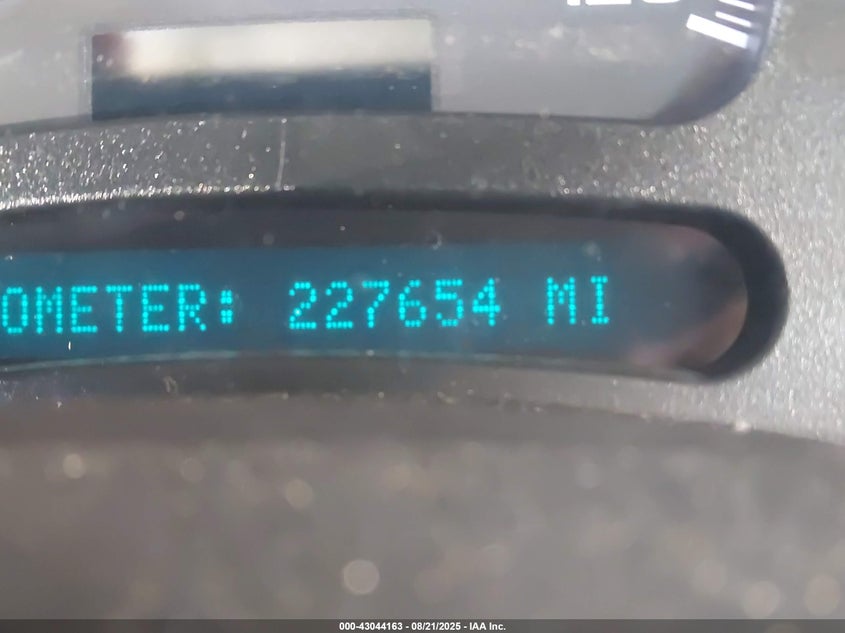 OMETER: 227654 MI
000-43044163 - 08/21/2025 - IAA Inc.